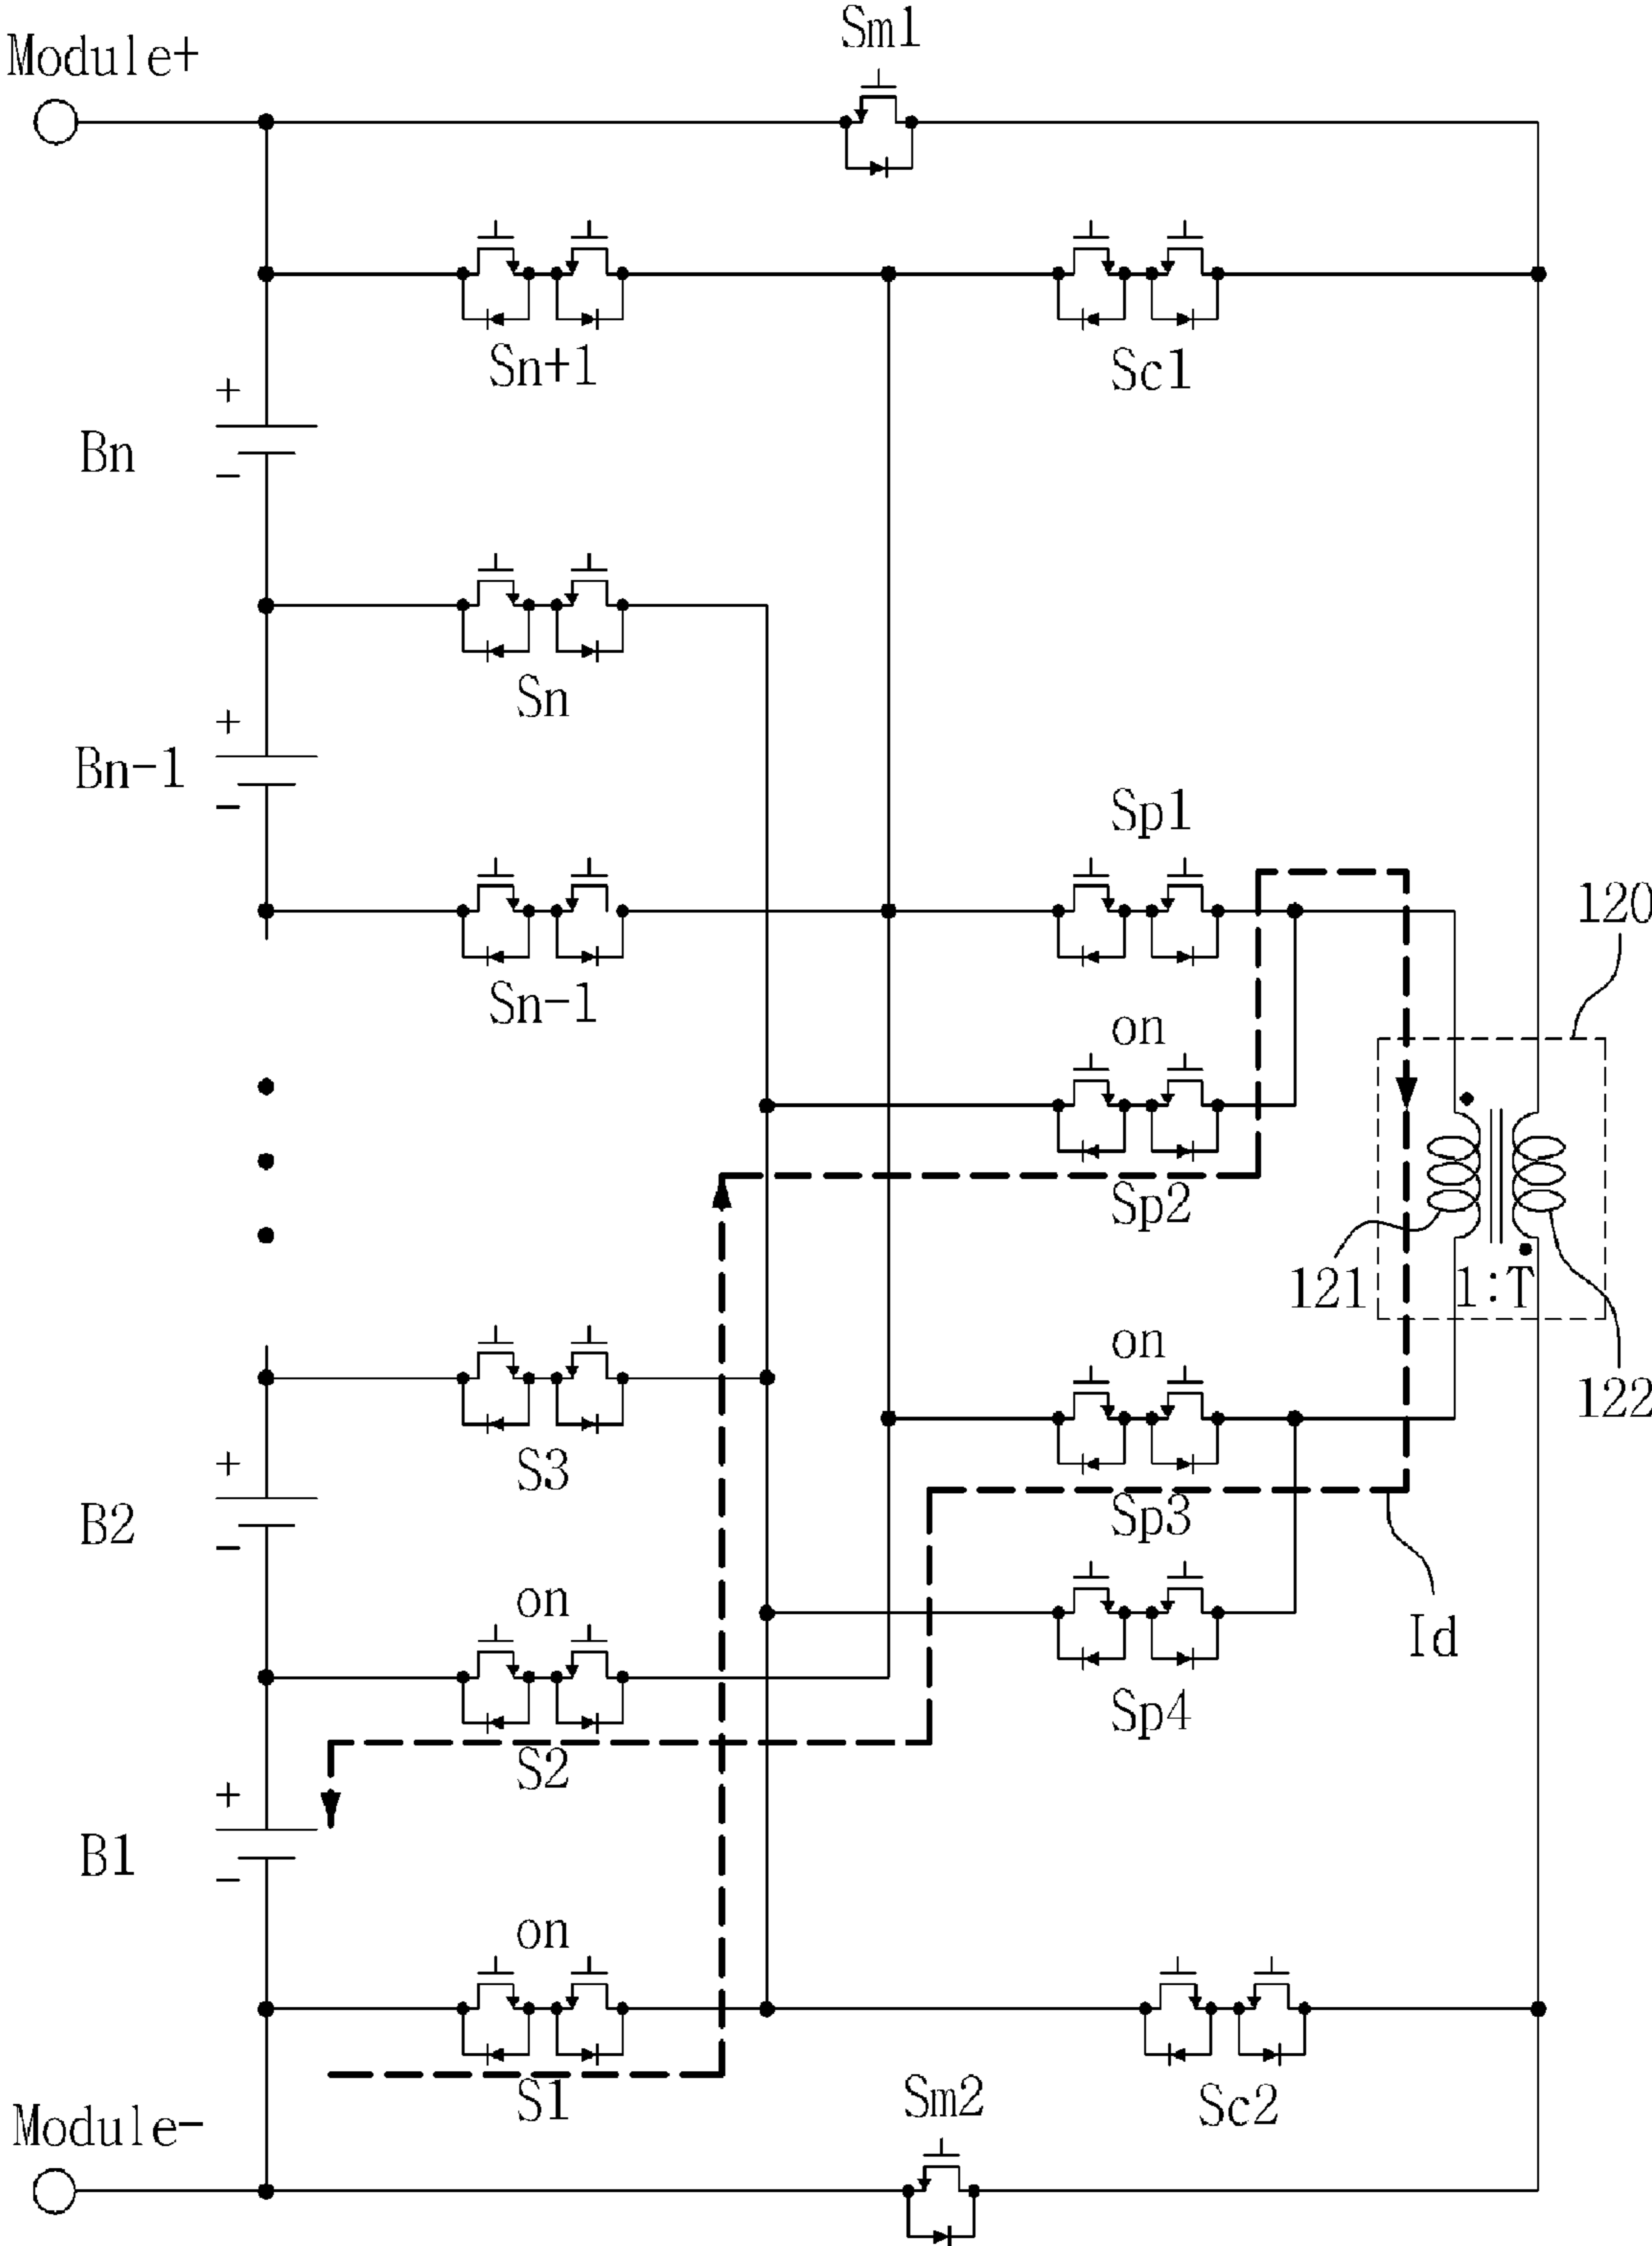 Sm1
Module+
Sn+1
Sc1
+
Bn
-
Sn
+
Bn-1
-
Sp1
120
Sn-1
on
Sp2
121
1:T
on
122
S3
+
Sp3
B2
-
on
Id
Sp4
S2
+
B1
-
on
S1
Sm2
Sc2
Module-